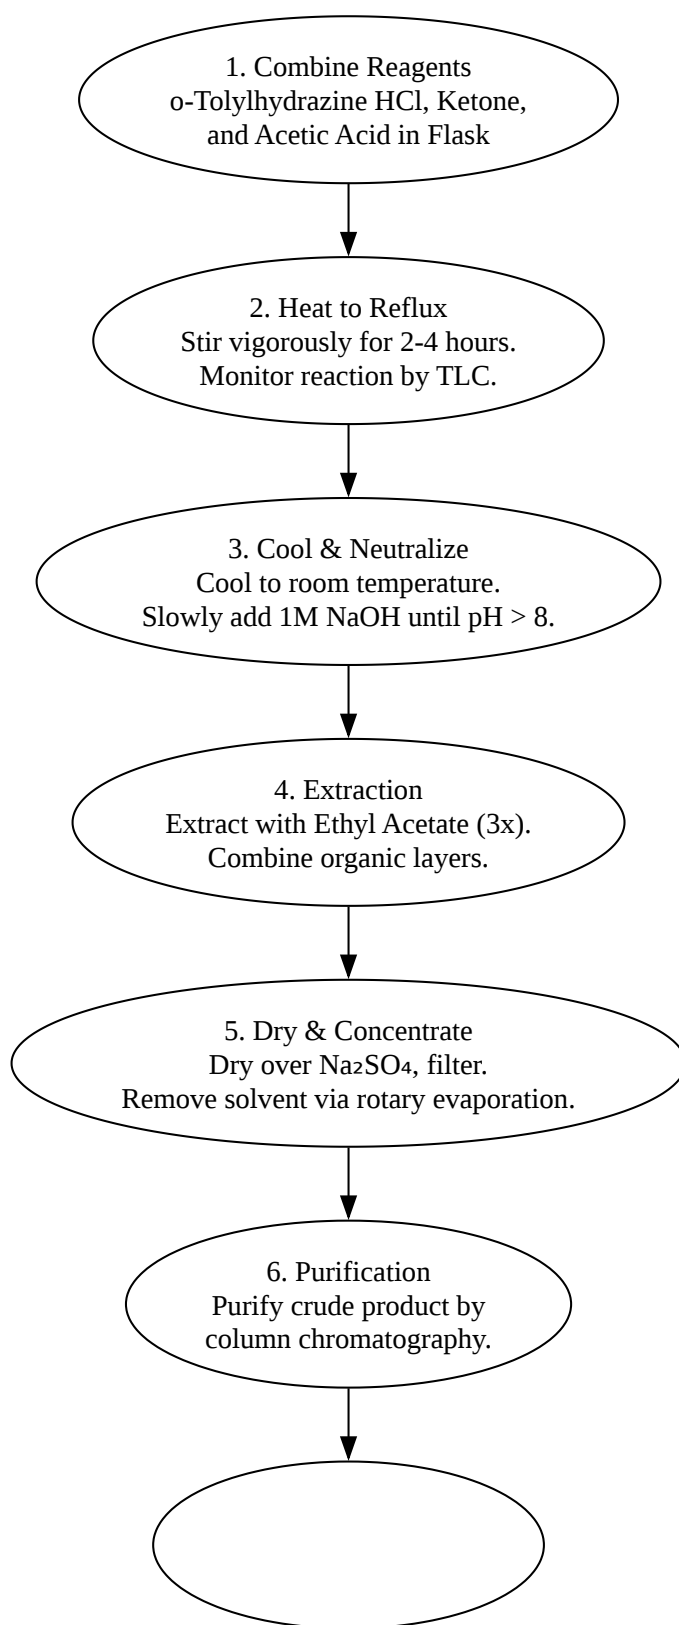 1. Combine Reagents
o-Tolylhydrazine HCl, Ketone,
and Acetic Acid in Flask
2. Heat to Reflux
Stir vigorously for 2-4 hours.
Monitor reaction by TLC.
3. Cool & Neutralize
Cool to room temperature.
Slowly add 1M NaOH until pH > 8.
4. Extraction
Extract with Ethyl Acetate (3x).
Combine organic layers.
5. Dry & Concentrate
Dry over Na₂SO₄, filter.
Remove solvent via rotary evaporation.
6. Purification
Purify crude product by
column chromatography.